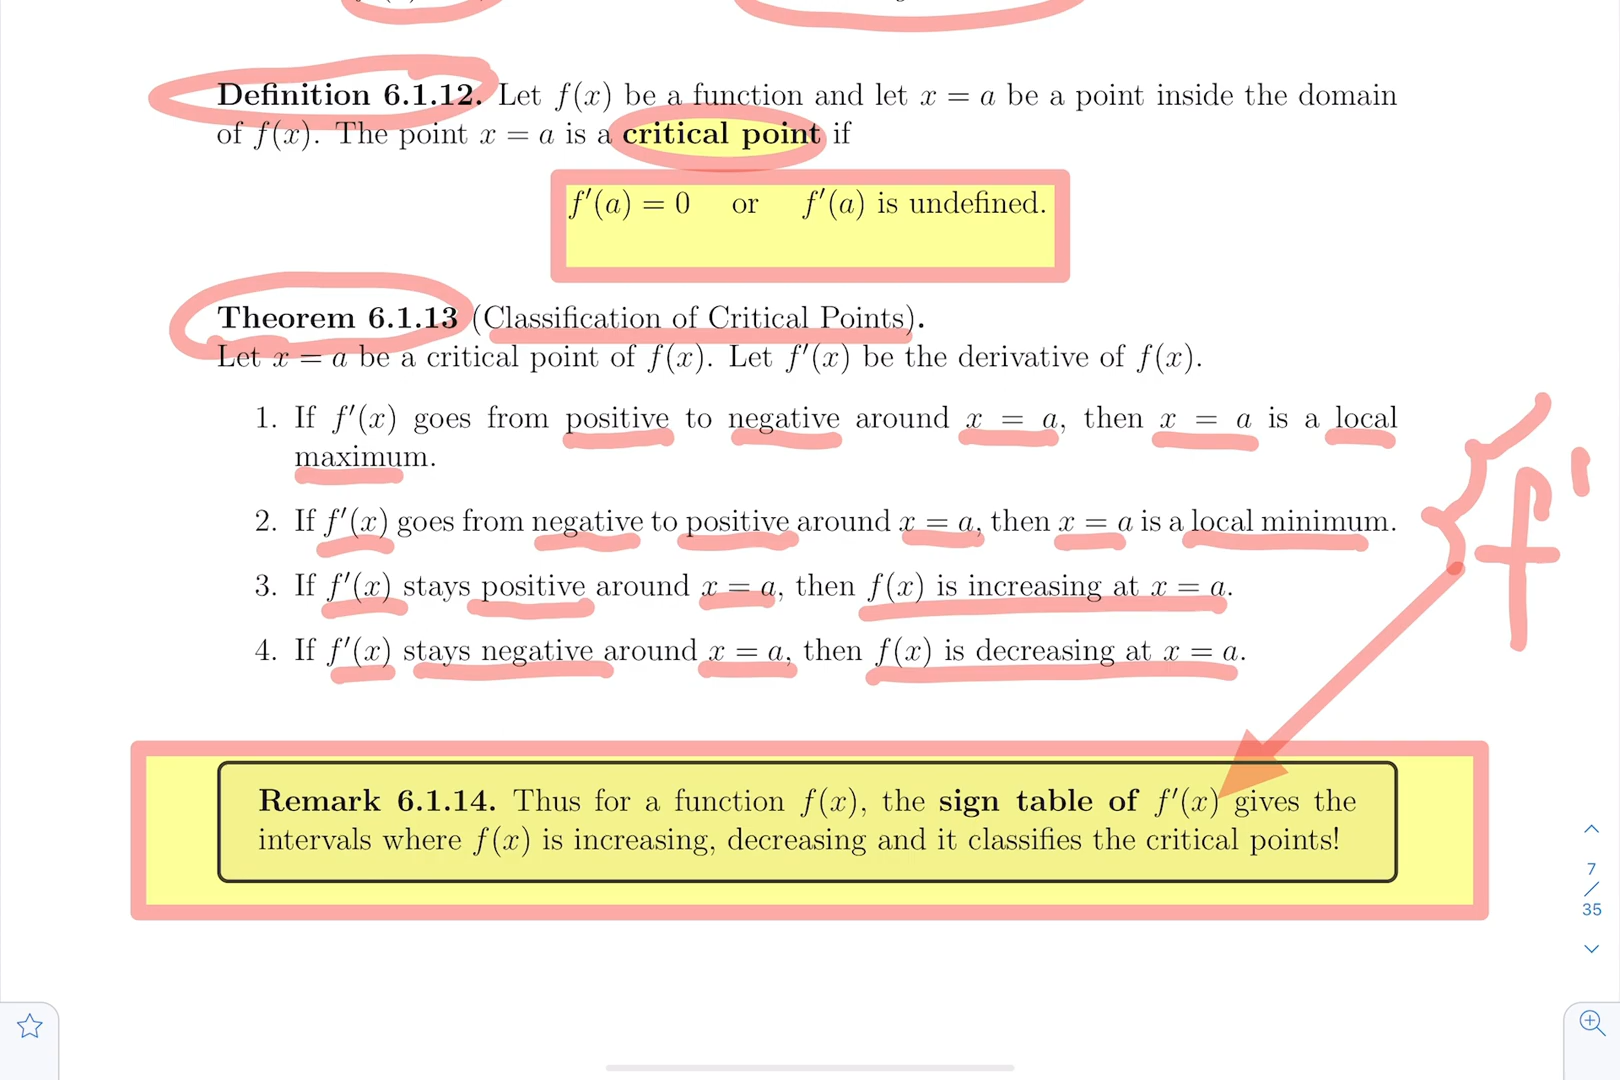 Definition 6.1.12. Let f(x) be a function and let x = a be a point inside the domain
of f(x). The point x = a is a critical point if
f′(a) = 0 or f′(a) is undefined.
Theorem 6.1.13 (Classification of Critical Points).
Let x = a be a critical point of f(x). Let f′(x) be the derivative of f(x).
1. If f′(x) goes from positive to negative around x = a, then x = a is a local
maximum.
2. If f′(x) goes from negative to positive around x = a, then x = a is a local minimum.
3. If f′(x) stays positive around x = a, then f(x) is increasing at x = a.
4. If f′(x) stays negative around x = a, then f(x) is decreasing at x = a.
f'
Remark 6.1.14. Thus for a function f(x), the sign table of f′(x) gives the
intervals where f(x) is increasing, decreasing and it classifies the critical points!
7
/
35